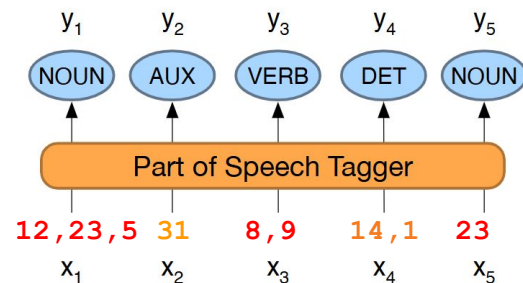 y1 y2 y3 y4 y5
NOUN AUX VERB DET NOUN
Part of Speech Tagger
12,23,5 31 8,9 14,1 23
x1 x2 x3 x4 x5